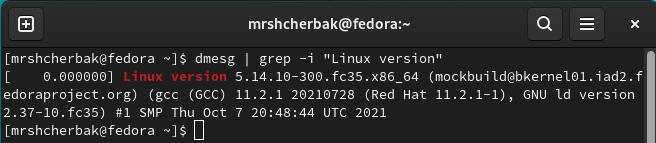 mrshcherbak@fedora:~
[mrshcherbak@fedora ~]$ dmesg | grep -i "Linux version"
[    0.000000] Linux version 5.14.10-300.fc35.x86_64 (mockbuild@bkernel01.iad2.f
edoraproject.org) (gcc (GCC) 11.2.1 20210728 (Red Hat 11.2.1-1), GNU ld version
2.37-10.fc35) #1 SMP Thu Oct 7 20:48:44 UTC 2021
[mrshcherbak@fedora ~]$